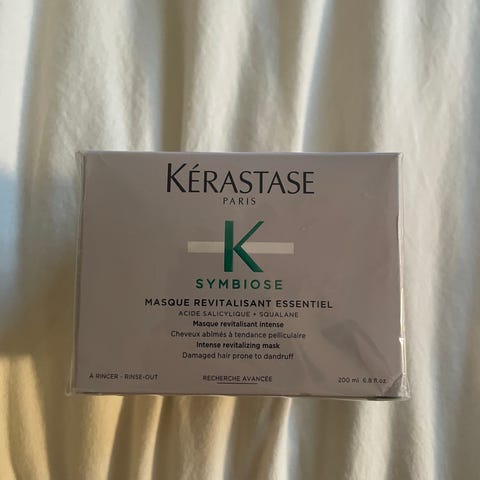 KÉRASTASE
PARIS
K
SYMBIOSE
MASQUE REVITALISANT ESSENTIEL
ACIDE SALICYLIQUE + SQUALANE
Masque revitalisant intense
Cheveux abîmés à tendance pelliculaire
Intense revitalizing mask
Damaged hair prone to dandruff
À RINCER - RINSE-OUT
RECHERCHE AVANCÉE
200 ml 6.8 fl.oz.